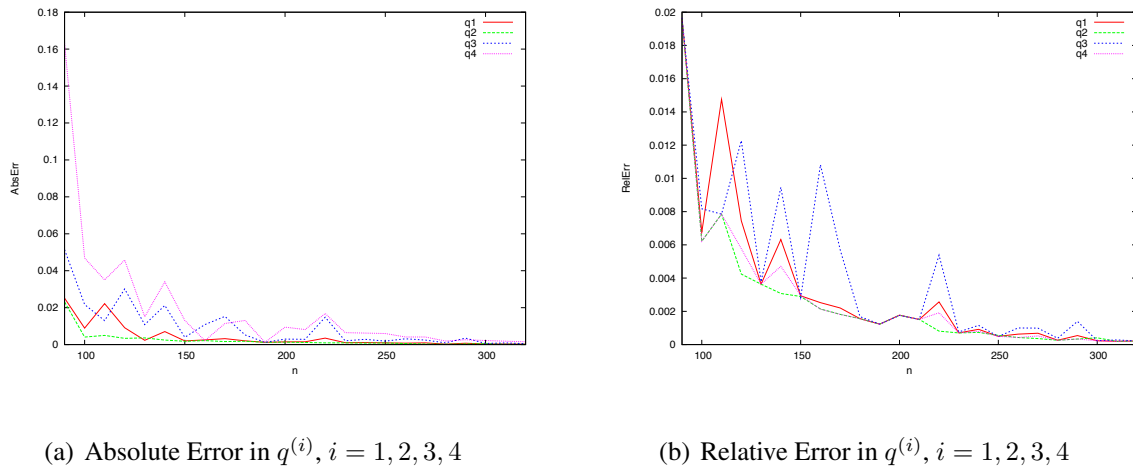 0.18
0.16
0.14
0.12
0.1
0.08
0.06
0.04
0.02
0
AbsErr
100
150
200
250
300
n
q1
q2
q3
q4
0.02
0.018
0.016
0.014
0.012
0.01
0.008
0.006
0.004
0.002
0
RelErr
100
150
200
250
300
n
q1
q2
q3
q4
(a) Absolute Error in q^(i), i = 1, 2, 3, 4
(b) Relative Error in q^(i), i = 1, 2, 3, 4